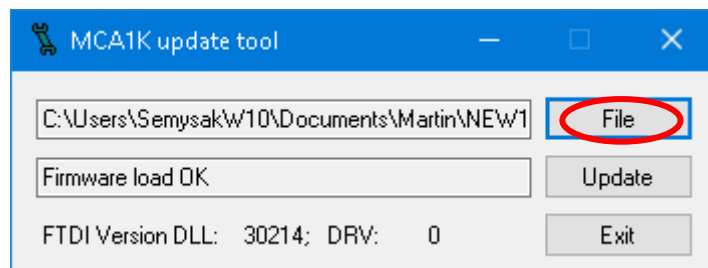 MCA1K update tool
C:\Users\SemysakW10\Documents\Martin\NEW1 File
Firmware load OK Update
FTDI Version DLL: 30214; DRV: 0 Exit